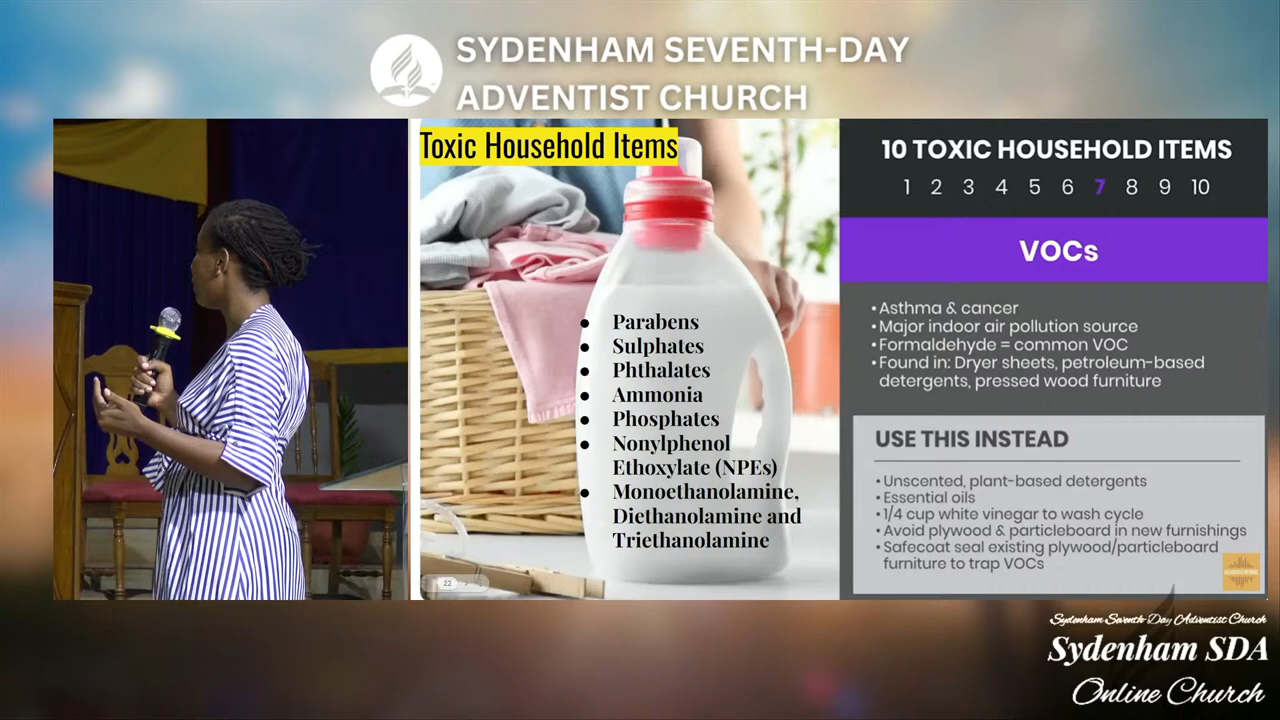 SYDENHAM SEVENTH-DAY
ADVENTIST CHURCH
Toxic Household Items
• Parabens
• Sulphates
• Phthalates
• Ammonia
• Phosphates
• Nonylphenol
Ethoxylate (NPEs)
• Monoethanolamine,
Diethanolamine and
Triethanolamine
22
10 TOXIC HOUSEHOLD ITEMS
1 2 3 4 5 6 7 8 9 10
VOCs
• Asthma & cancer
• Major indoor air pollution source
• Formaldehyde = common VOC
• Found in: Dryer sheets, petroleum-based
detergents, pressed wood furniture
USE THIS INSTEAD
• Unscented, plant-based detergents
• Essential oils
• 1/4 cup white vinegar to wash cycle
• Avoid plywood & particleboard in new furnishings
• Safecoat seal existing plywood/particleboard
furniture to trap VOCs
SUBSCRIBE
Sydenham Seventh-Day Adventist Church
Sydenham SDA
Online Church